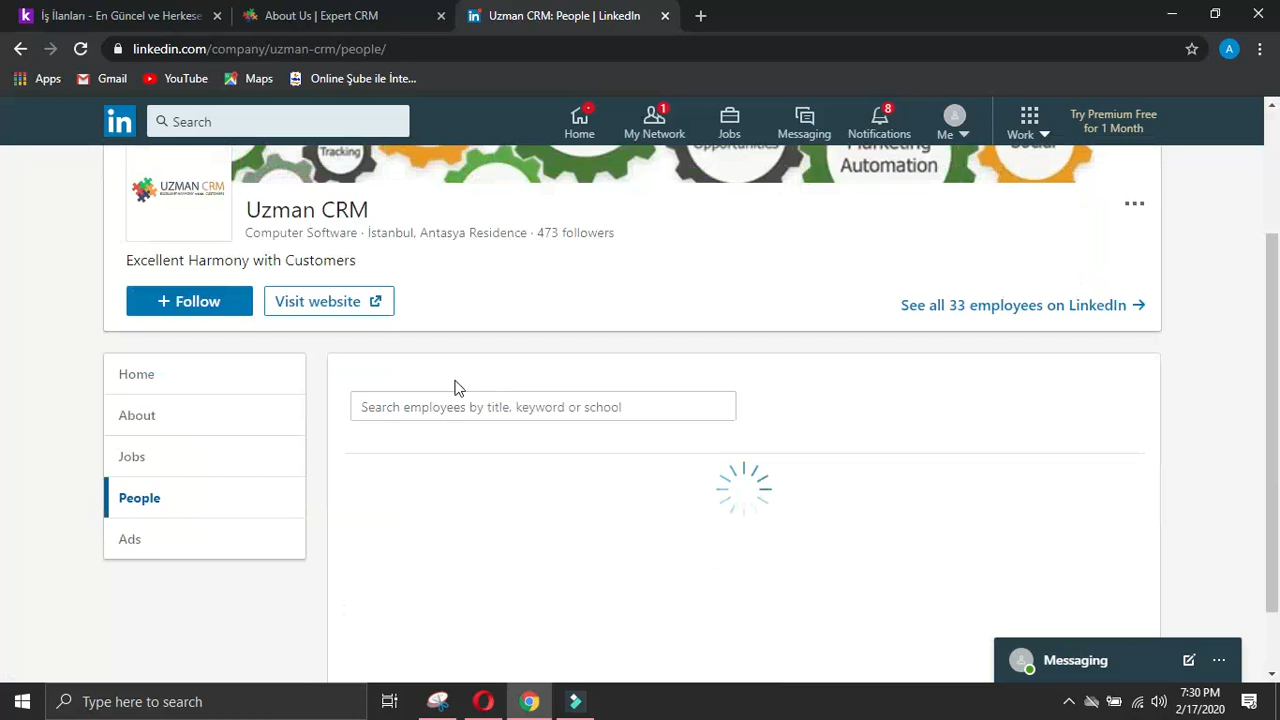 İş İlanları - En Güncel ve Herkese
About Us | Expert CRM
Uzman CRM: People | LinkedIn
linkedin.com/company/uzman-crm/people/
A
Apps
Gmail
YouTube
Maps
Online Şube ile İnte...
in
Search
Home
1
My Network
Jobs
Messaging
8
Notifications
Me
Work
Try Premium Free
for 1 Month
Tracking
Opportunities
Marketing
Automation
Social
UZMAN CRM
Uzman CRM
Computer Software · İstanbul, Antasya Residence · 473 followers
Excellent Harmony with Customers
+ Follow
Visit website
See all 33 employees on LinkedIn →
Home
About
Jobs
People
Ads
Search employees by title, keyword or school
Messaging
Type here to search
7:30 PM
2/17/2020